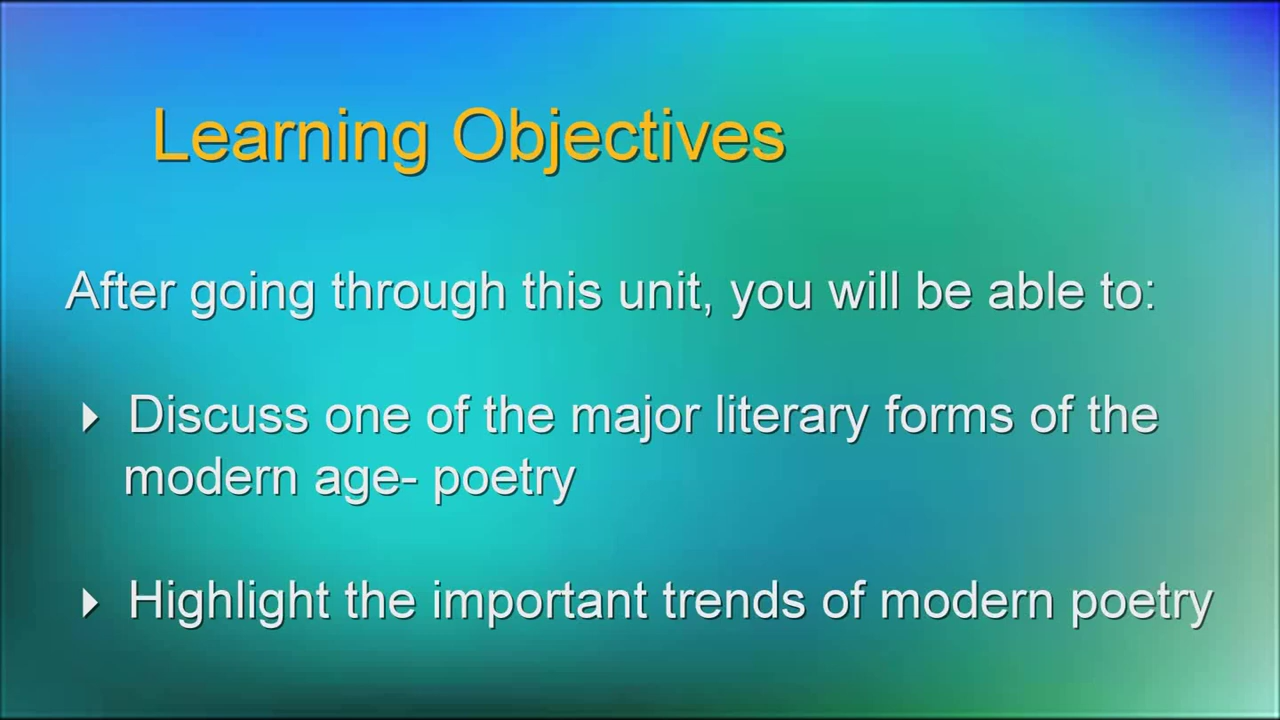 Learning Objectives
After going through this unit, you will be able to:
Discuss one of the major literary forms of the
modern age- poetry
Highlight the important trends of modern poetry